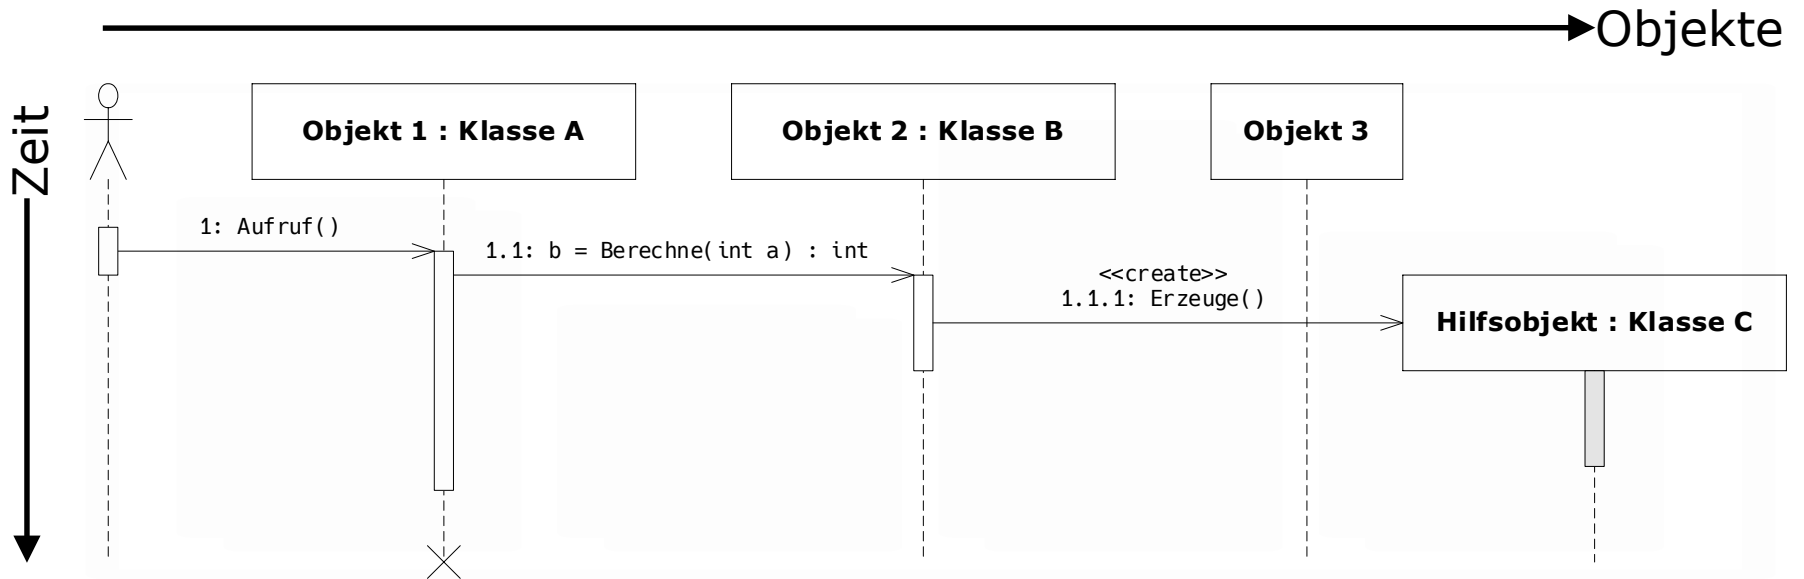 Objekte
Zeit
Objekt 1 : Klasse A
Objekt 2 : Klasse B
Objekt 3
1: Aufruf()
1.1: b = Berechne(int a) : int
<<create>>
1.1.1: Erzeuge()
Hilfsobjekt : Klasse C